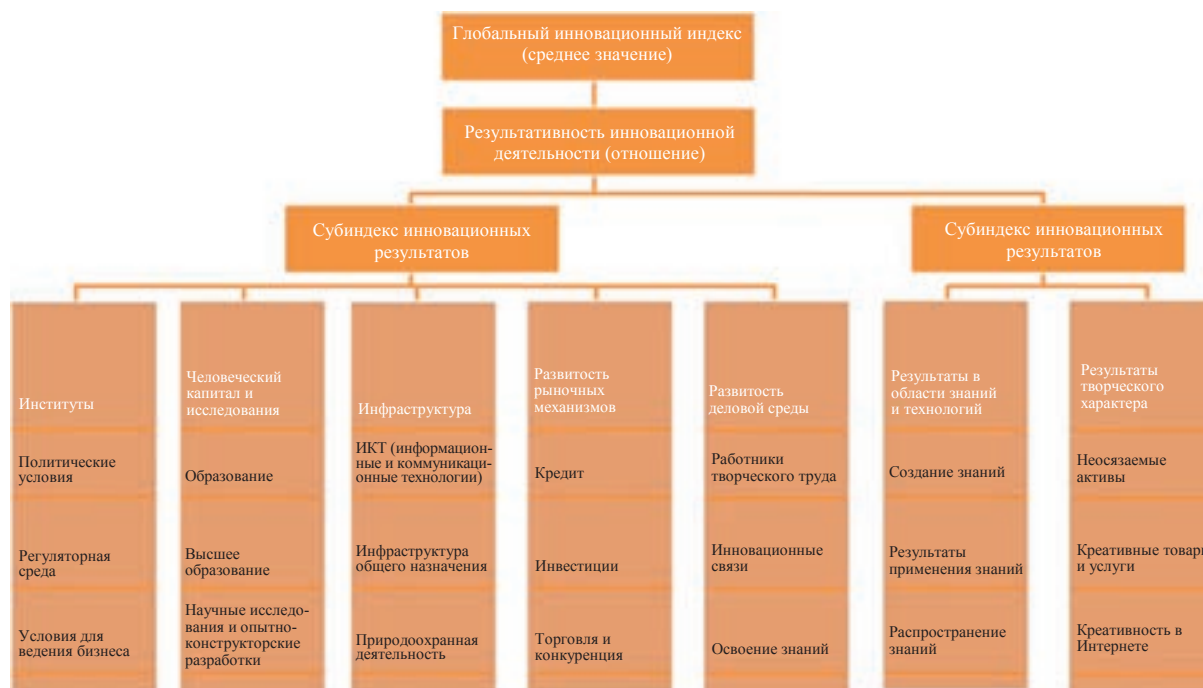 Глобальный инновационный индекс
(среднее значение)
Результативность инновационной
деятельности (отношение)
Субиндекс инновационных
результатов
Субиндекс инновационных
результатов
Институты
Политические
условия
Регуляторная
среда
Условия для
ведения бизнеса
Человеческий
капитал и
исследования
Образование
Высшее
образование
Научные исследо-
вания и опытно-
конструкторские
разработки
Инфраструктура
ИКТ (информацион-
ные и коммуникаци-
онные технологии)
Инфраструктура
общего назначения
Природоохранная
деятельность
Развитость
рыночных
механизмов
Кредит
Инвестиции
Торговля и
конкуренция
Развитость
деловой среды
Работники
творческого труда
Инновационные
связи
Освоение знаний
Результаты в
области знаний
и технологий
Создание знаний
Результаты
применения знаний
Распространение
знаний
Результаты
творческого
характера
Неосязаемые
активы
Креативные товары
и услуги
Креативность в
Интернете